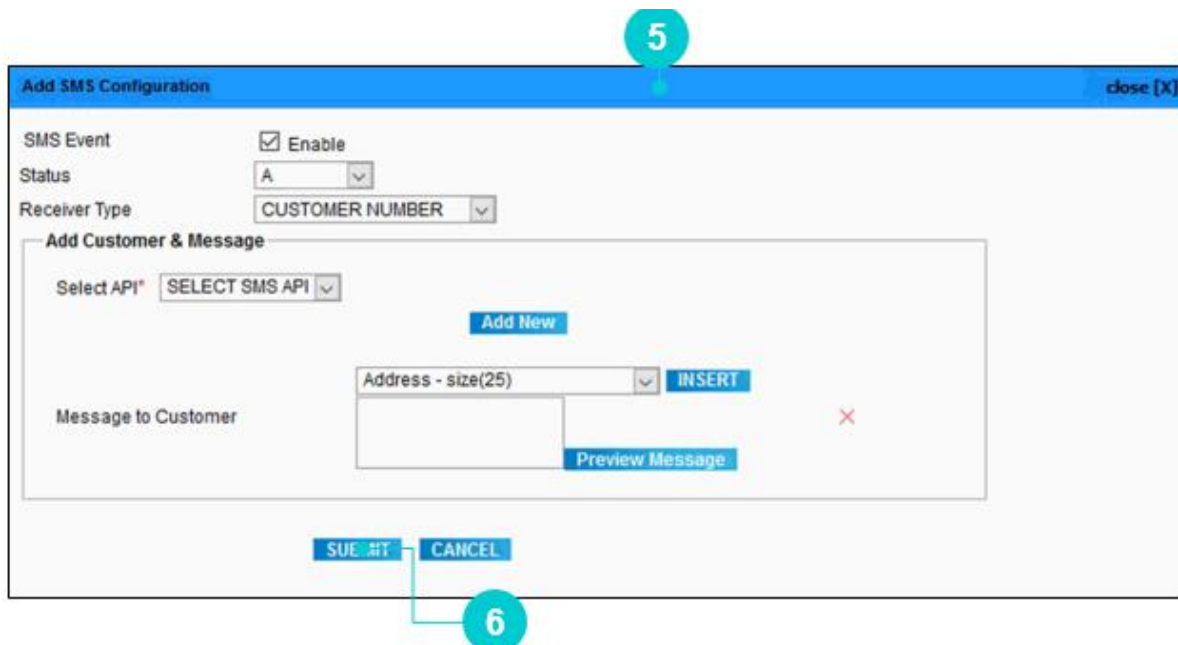 5
Add SMS Configuration close [X]
SMS Event Enable
Status A
Receiver Type CUSTOMER NUMBER
Add Customer & Message
Select API* SELECT SMS API
Add New
Address - size(25) INSERT
Message to Customer
Preview Message
SUBMIT CANCEL
6